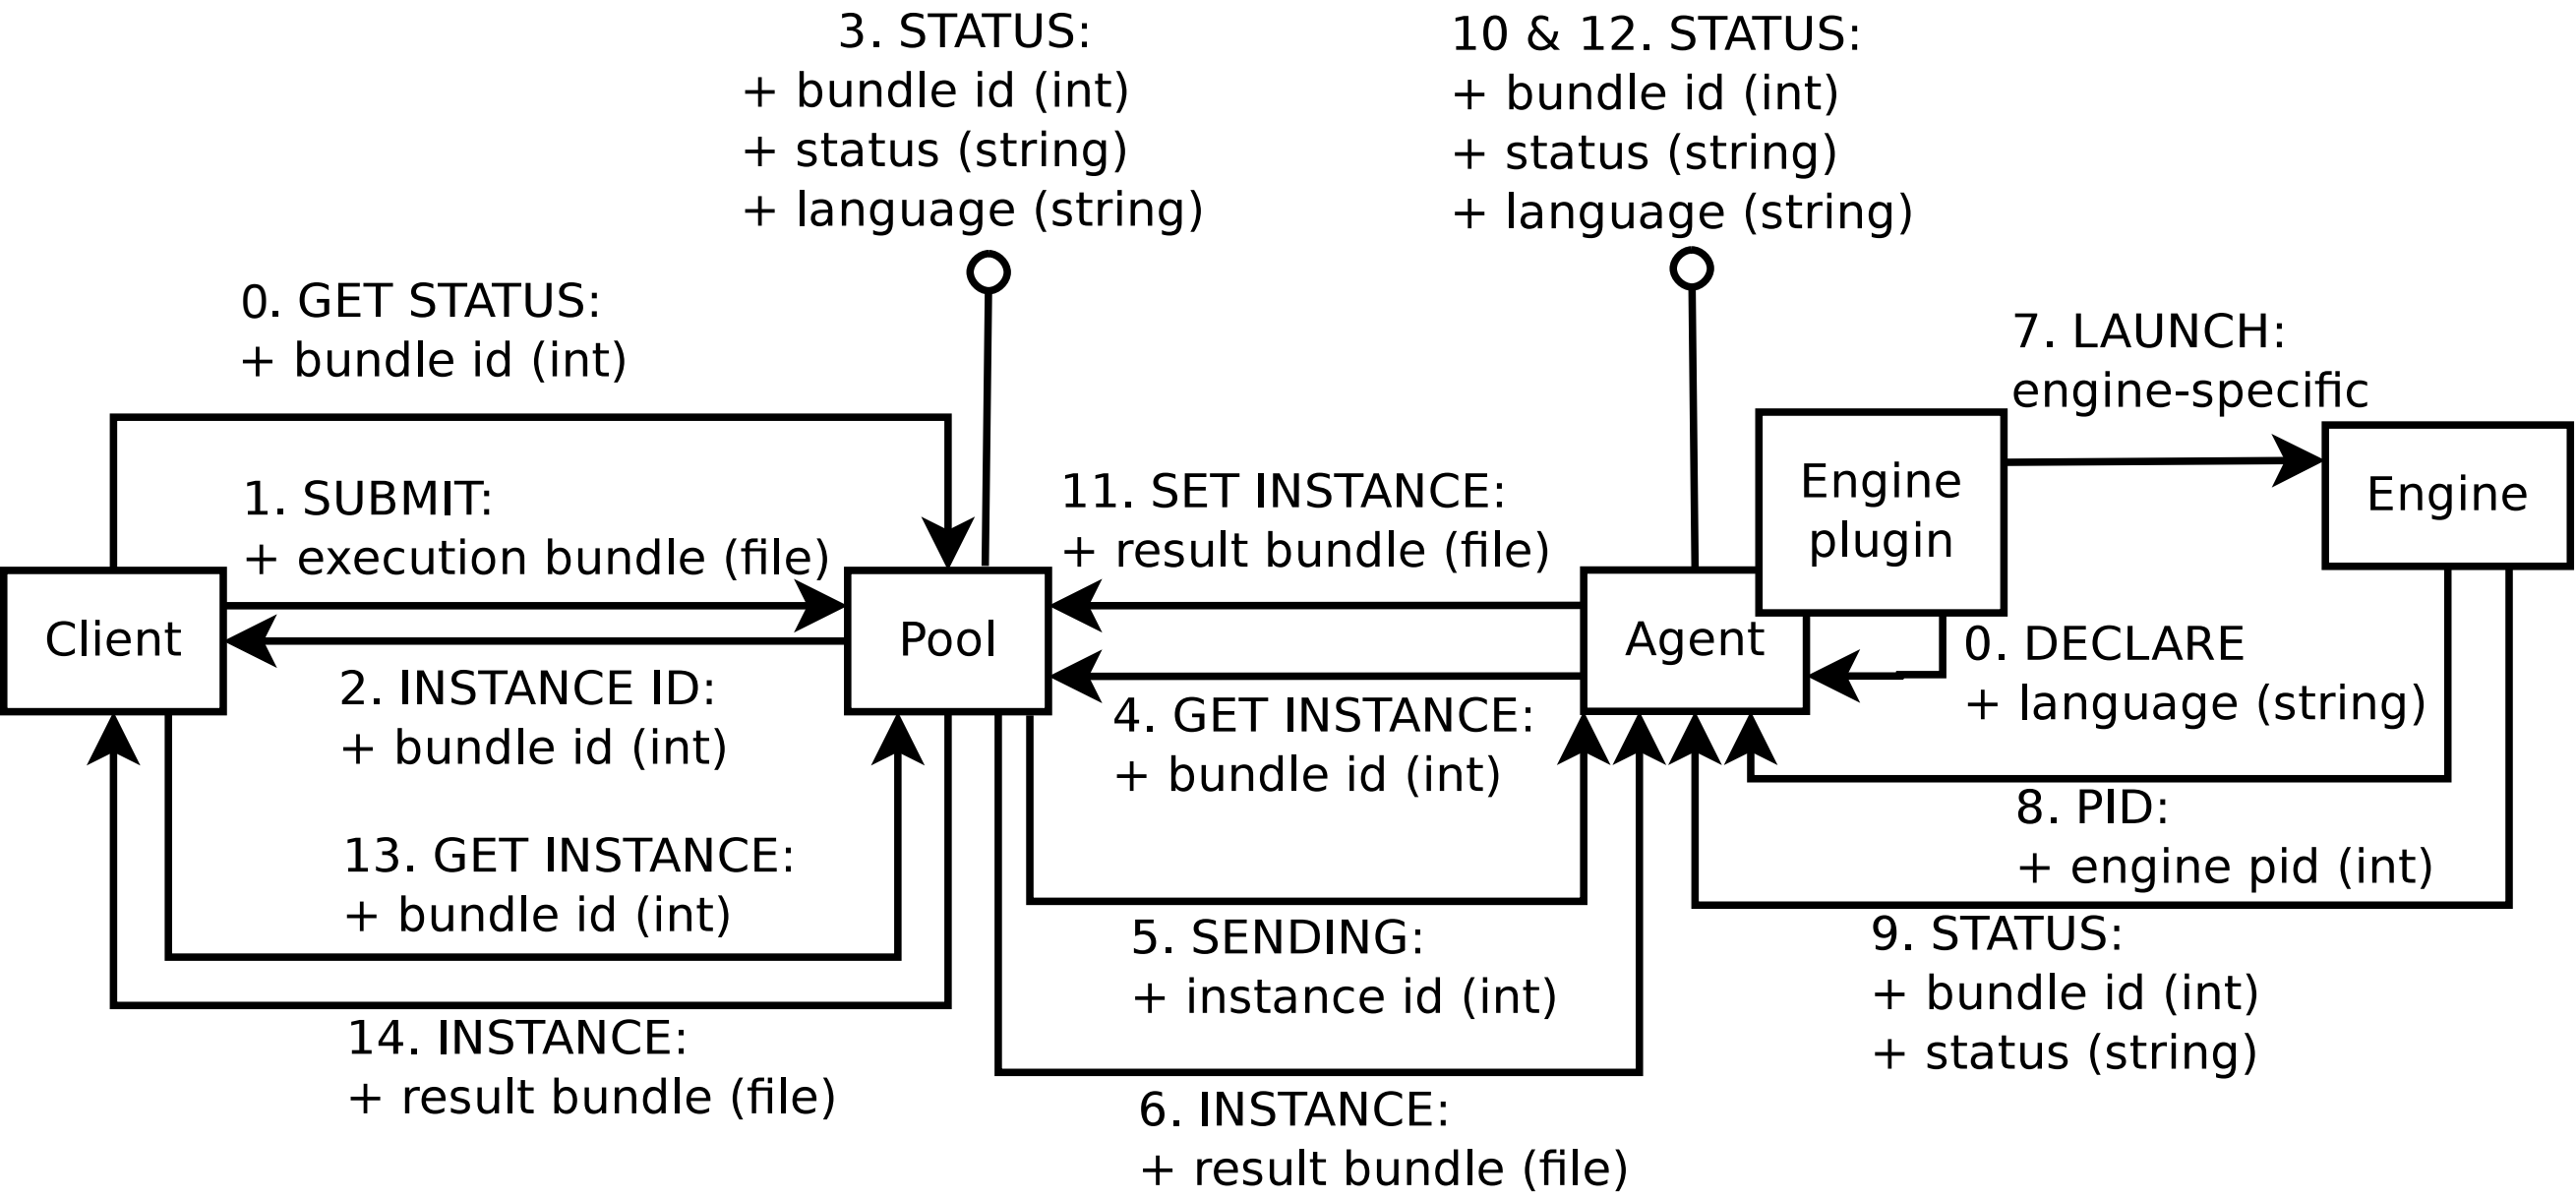 3. STATUS:
+ bundle id (int)
+ status (string)
+ language (string)
10 & 12. STATUS:
+ bundle id (int)
+ status (string)
+ language (string)
0. GET STATUS:
+ bundle id (int)
7. LAUNCH:
engine-specific
1. SUBMIT:
+ execution bundle (file)
11. SET INSTANCE:
+ result bundle (file)
Engine
plugin
Engine
Client
Pool
Agent
0. DECLARE
+ language (string)
2. INSTANCE ID:
+ bundle id (int)
4. GET INSTANCE:
+ bundle id (int)
8. PID:
+ engine pid (int)
13. GET INSTANCE:
+ bundle id (int)
5. SENDING:
+ instance id (int)
9. STATUS:
+ bundle id (int)
+ status (string)
14. INSTANCE:
+ result bundle (file)
6. INSTANCE:
+ result bundle (file)